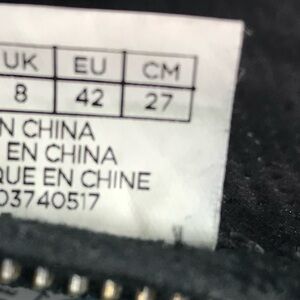 UK EU CM
8 42 27
N CHINA
EN CHINA
QUE EN CHINE
03740517